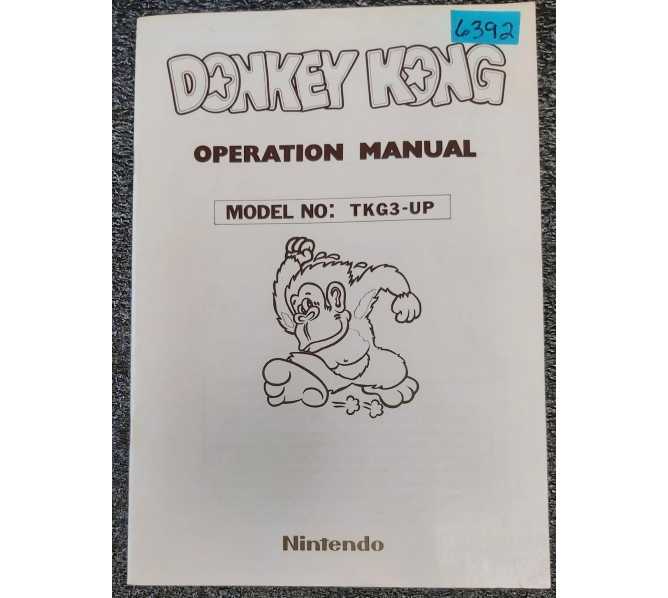 6392
DONKEY KONG
OPERATION MANUAL
MODEL NO: TKG3-UP
Nintendo